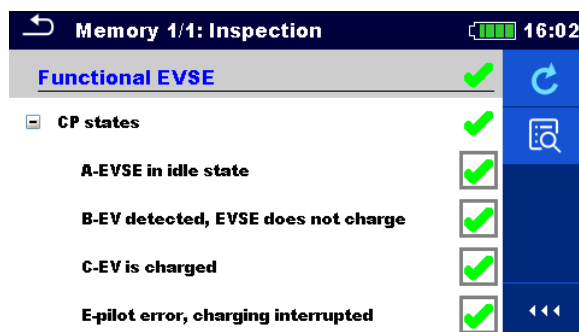 Memory 1/1: Inspection 16:02
Functional EVSE
CP states
A-EVSE in idle state
B-EV detected, EVSE does not charge
C-EV is charged
E-pilot error, charging interrupted